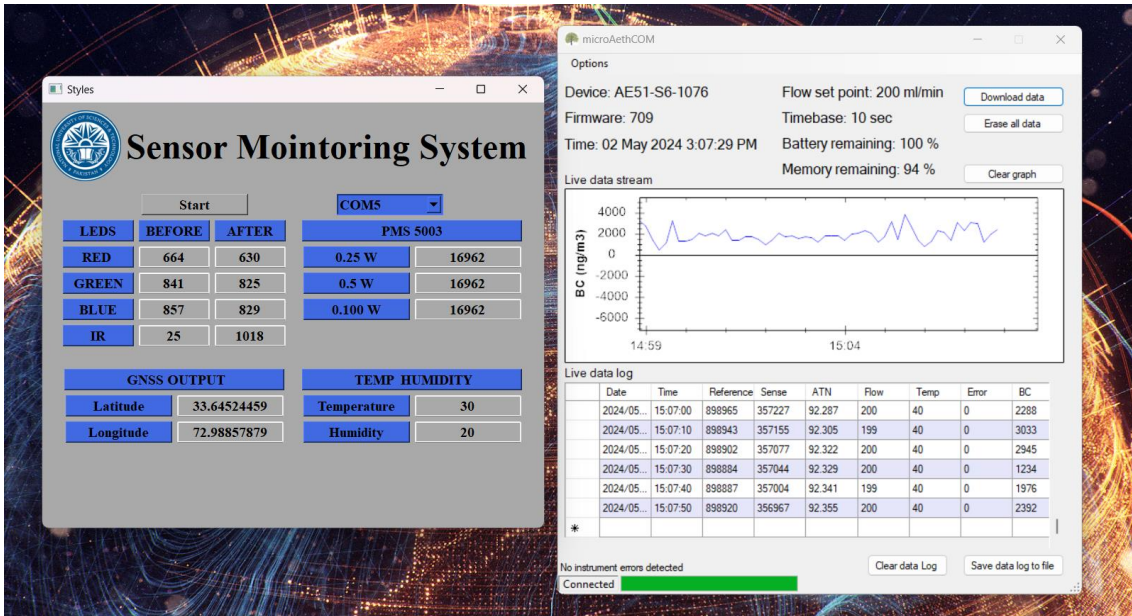 Styles
Sensor Mointoring System
Start COM5
LEDS BEFORE AFTER PMS 5003
RED 664 630 0.25 W 16962
GREEN 841 825 0.5 W 16962
BLUE 857 829 0.100 W 16962
IR 25 1018
GNSS OUTPUT TEMP HUMIDITY
Latitude 33.64524459 Temperature 30
Longitude 72.98857879 Humidity 20
microAethCOM
Options
Device: AE51-S6-1076 Flow set point: 200 ml/min Download data
Firmware: 709 Timebase: 10 sec Erase all data
Time: 02 May 2024 3:07:29 PM Battery remaining: 100 %
Memory remaining: 94 % Clear graph
Live data stream
BC (ng/m3)
4000
2000
0
-2000
-4000
-6000
14:59 15:04
Live data log
Date Time Reference Sense ATN Flow Temp Error BC
2024/05... 15:07:00 898965 357227 92.287 200 40 0 2288
2024/05... 15:07:10 898943 357155 92.305 199 40 0 3033
2024/05... 15:07:20 898902 357077 92.322 200 40 0 2945
2024/05... 15:07:30 898884 357044 92.329 200 40 0 1234
2024/05... 15:07:40 898887 357004 92.341 199 40 0 1976
2024/05... 15:07:50 898920 356967 92.355 200 40 0 2392
No instrument errors detected Clear data Log Save data log to file
Connected